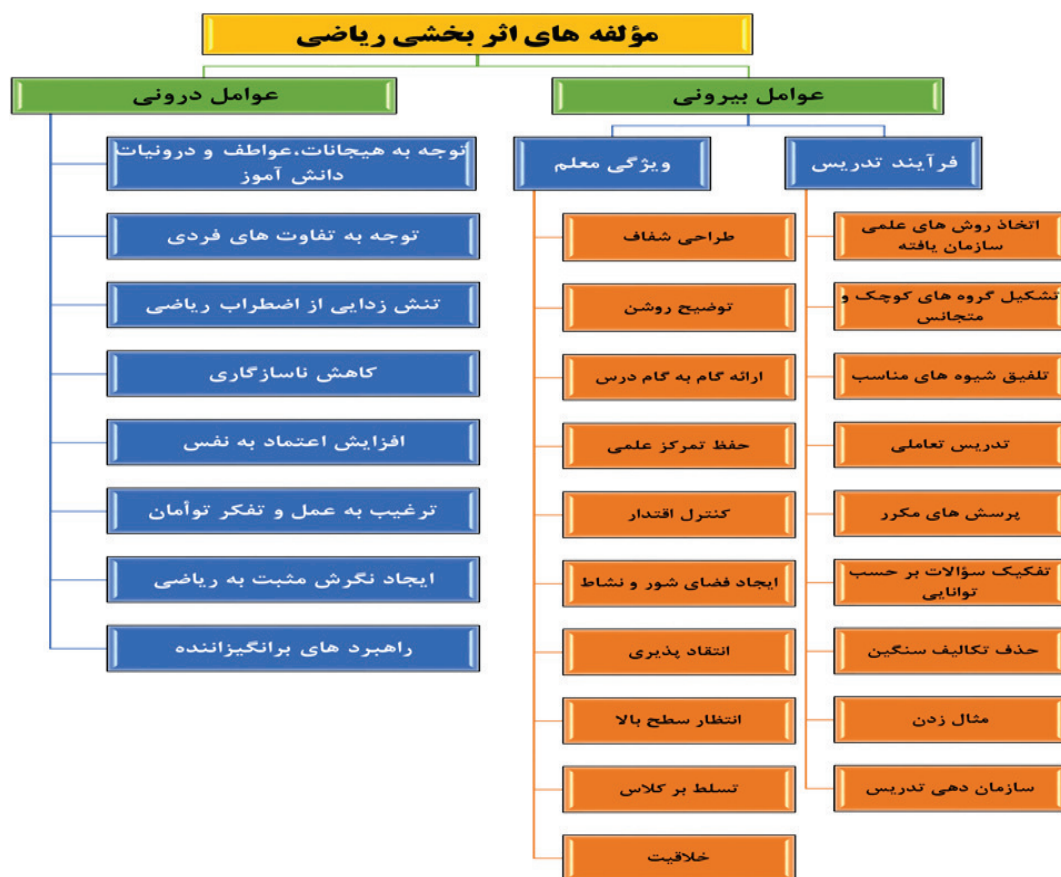 مؤلفه های اثر بخشی ریاضی
عوامل بیرونی
فرآیند تدریس
اتخاذ روش های علمی
سازمان یافته
تشکیل گروه های کوچک و
متجانس
تلفیق شیوه های مناسب
تدریس تعاملی
پرسش های مکرر
تفکیک سؤالات بر حسب
توانایی
حذف تکالیف سنگین
مثال زدن
سازمان دهی تدریس
ویژگی معلم
طراحی شفاف
توضیح روشن
ارائه گام به گام درس
حفظ تمرکز علمی
کنترل اقتدار
ایجاد فضای شور و نشاط
انتقاد پذیری
انتظار سطح بالا
تسلط بر کلاس
خلاقیت
عوامل درونی
توجه به هیجانات،عواطف و درونیات
دانش آموز
توجه به تفاوت های فردی
تنش زدایی از اضطراب ریاضی
کاهش ناسازگاری
افزایش اعتماد به نفس
ترغیب به عمل و تفکر توأمان
ایجاد نگرش مثبت به ریاضی
راهبرد های برانگیزاننده